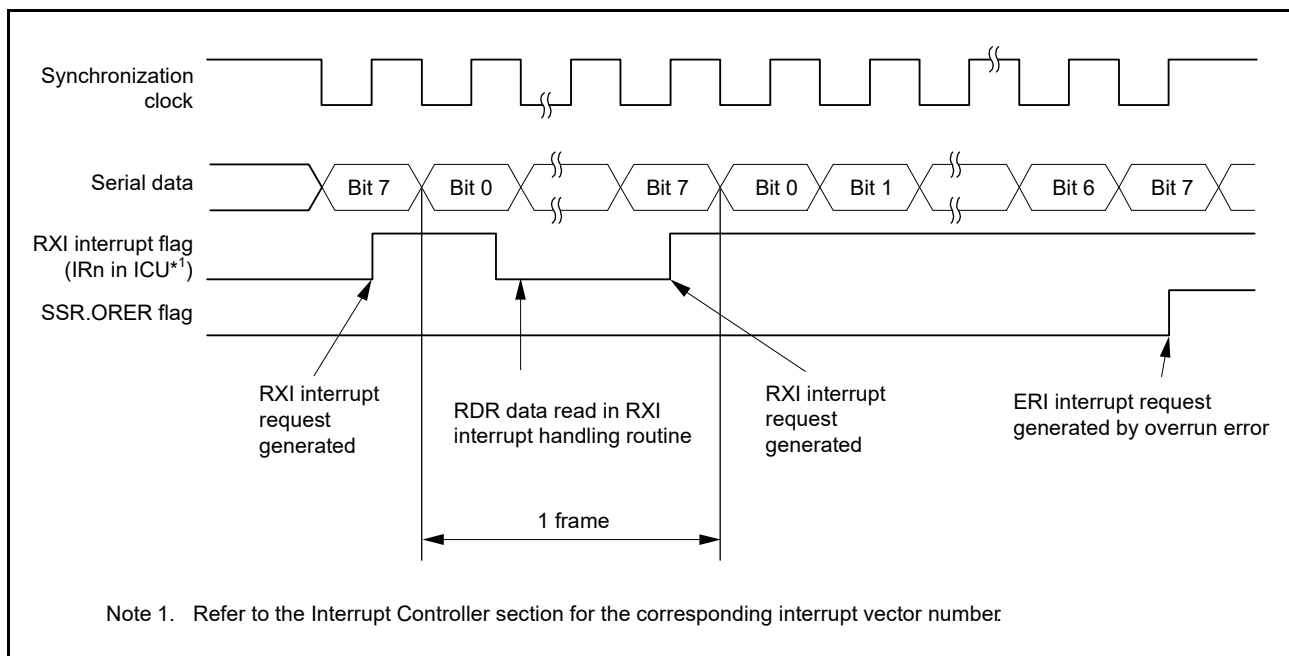 Synchronization
clock
Serial data
Bit 7
Bit 0
Bit 7
Bit 0
Bit 1
Bit 6
Bit 7
RXI interrupt flag
(IRn in ICU*1)
SSR.ORER flag
RXI interrupt
request
generated
RDR data read in RXI
interrupt handling routine
RXI interrupt
request
generated
ERI interrupt request
generated by overrun error
1 frame
Note 1. Refer to the Interrupt Controller section for the corresponding interrupt vector number.